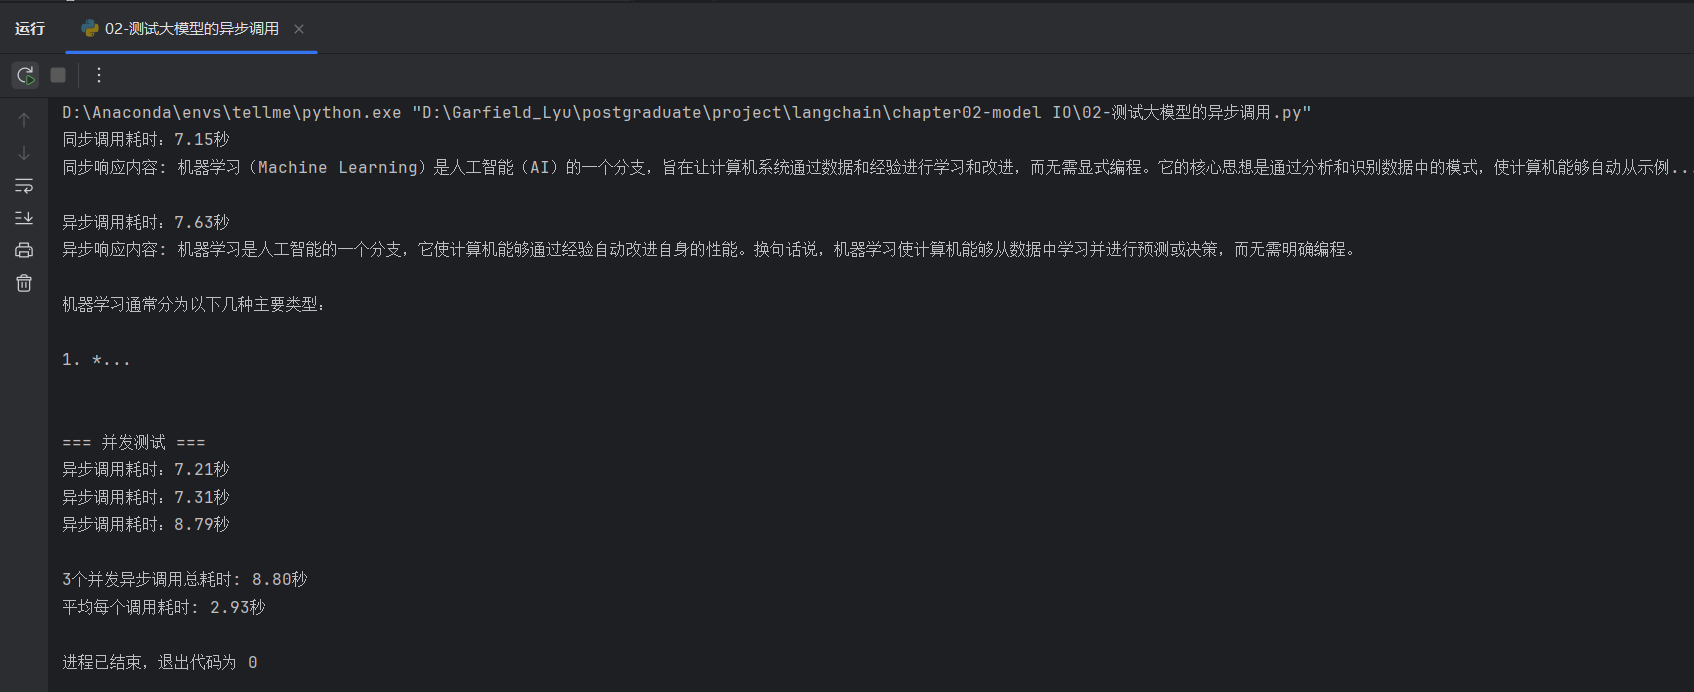 运行
02-测试大模型的异步调用
D:\Anaconda\envs\tellme\python.exe "D:\Garfield_Lyu\postgraduate\project\langchain\chapter02-model IO\02-测试大模型的异步调用.py"
同步调用耗时：7.15秒
同步响应内容: 机器学习（Machine Learning）是人工智能（AI）的一个分支，旨在让计算机系统通过数据和经验进行学习和改进，而无需显式编程。它的核心思想是通过分析和识别数据中的模式，使计算机能够自动从示例...
异步调用耗时：7.63秒
异步响应内容: 机器学习是人工智能的一个分支，它使计算机能够通过经验自动改进自身的性能。换句话说，机器学习使计算机能够从数据中学习并进行预测或决策，而无需明确编程。
机器学习通常分为以下几种主要类型：
1. *...
=== 并发测试 ===
异步调用耗时：7.21秒
异步调用耗时：7.31秒
异步调用耗时：8.79秒
3个并发异步调用总耗时: 8.80秒
平均每个调用耗时: 2.93秒
进程已结束，退出代码为 0